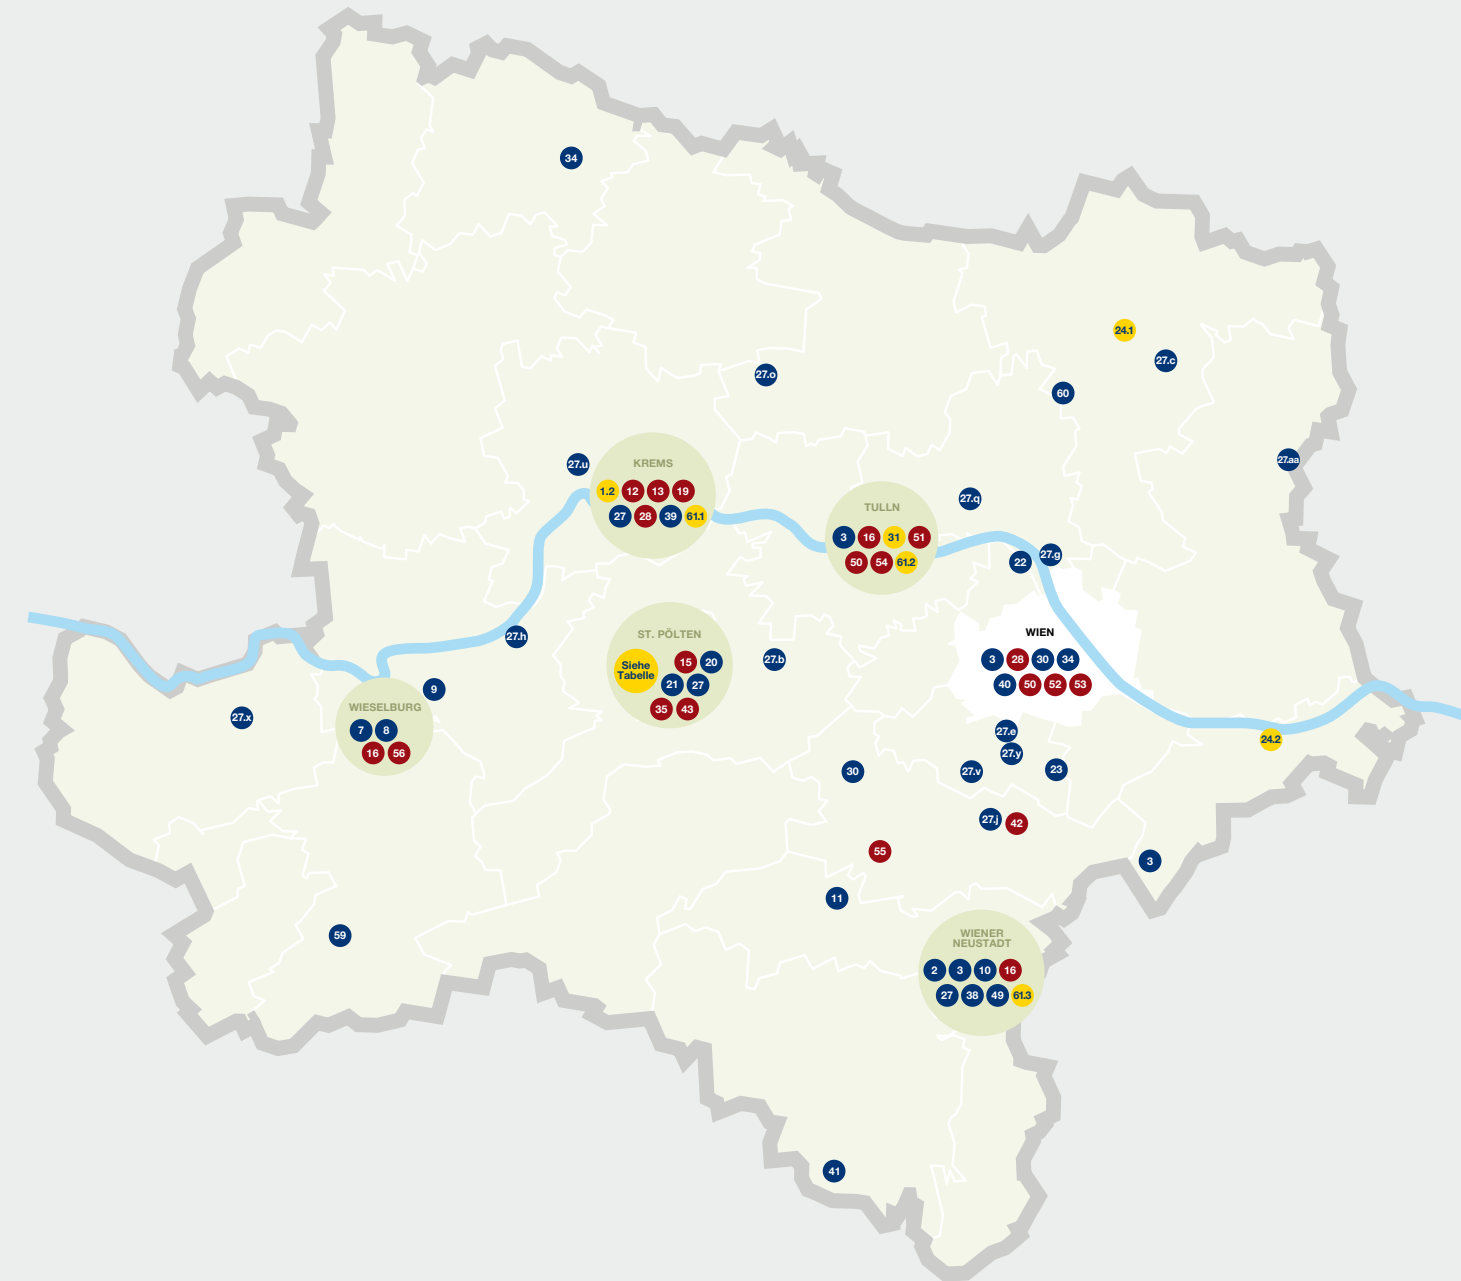 34
24.1
27.c
27.o
60
27.aa
27.u
KREMS
1.2 12 13 19
27 28 39 61.1
27.q
TULLN
3 16 31 51
50 54 61.2
22
27.g
27.h
ST. PÖLTEN
Siehe
Tabelle
15 20
21 27
35 43
27.b
WIEN
3 28 30 34
40 50 52 53
9
27.x
WIESELBURG
7 8
16 56
27.e
27.y
24.2
30
27.v
23
27.j
42
55
3
11
59
WIENER
NEUSTADT
2 3 10 16
27 38 49 61.3
41